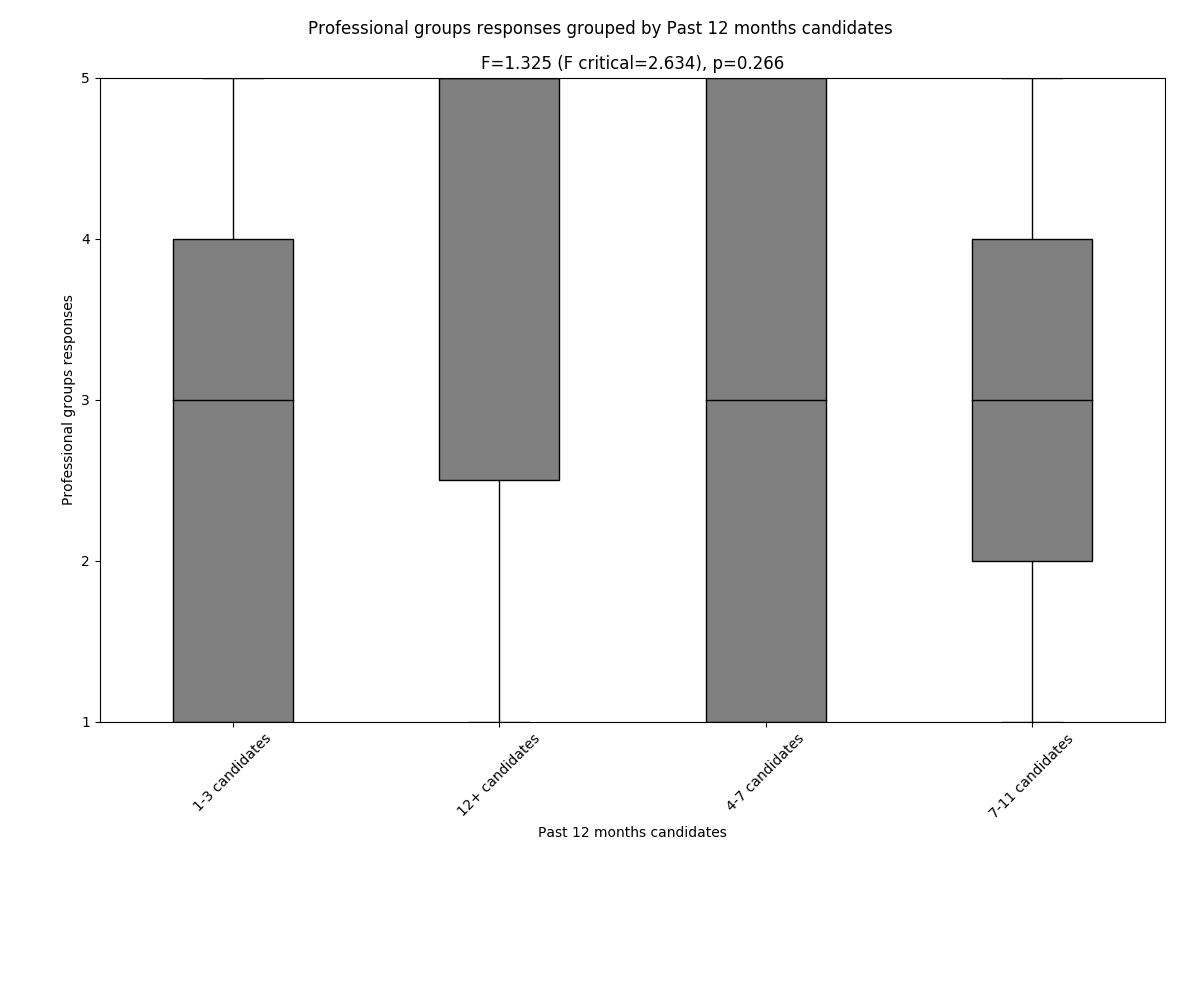 Professional groups responses grouped by Past 12 months candidates
F=1.325 (F critical=2.634), p=0.266
5
4
3
2
1
Professional groups responses
1-3 candidates
12+ candidates
4-7 candidates
7-11 candidates
Past 12 months candidates